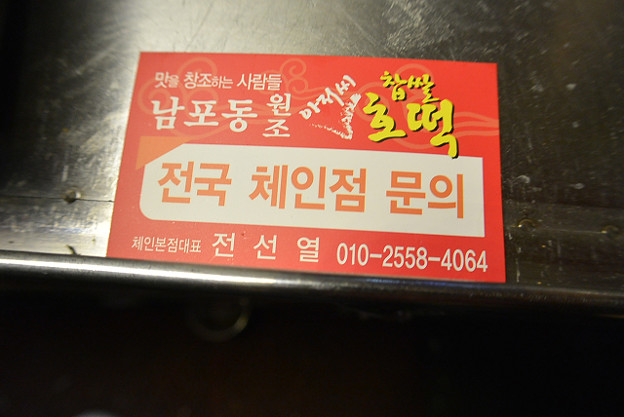 맛을 창조하는 사람들
남포동 원조 아저씨 찹쌀 호떡
전국 체인점 문의
체인본점대표 전 선 열 010-2558-4064